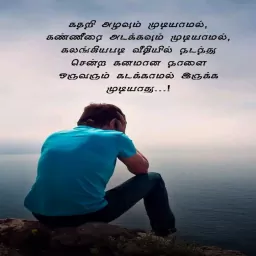 கதறி அழவும் முடியாமல்,
கண்ணீரை அடக்கவும் முடியாமல்,
கலங்கியபடி வீதியில் நடந்து
சென்ற கனமான நாளை
ஒருவரும் கடக்காமல் இருக்க
முடியாது...!